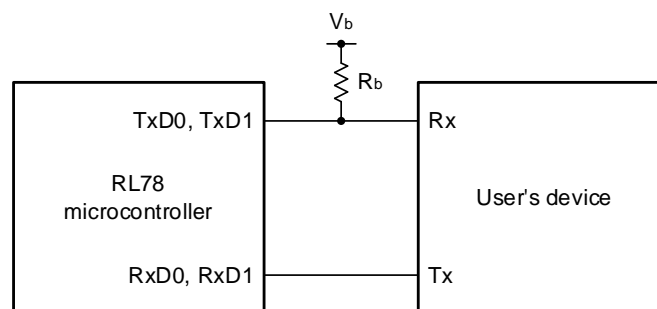 Vb
Rb
TxD0, TxD1
Rx
RL78
microcontroller
User's device
RxD0, RxD1
Tx